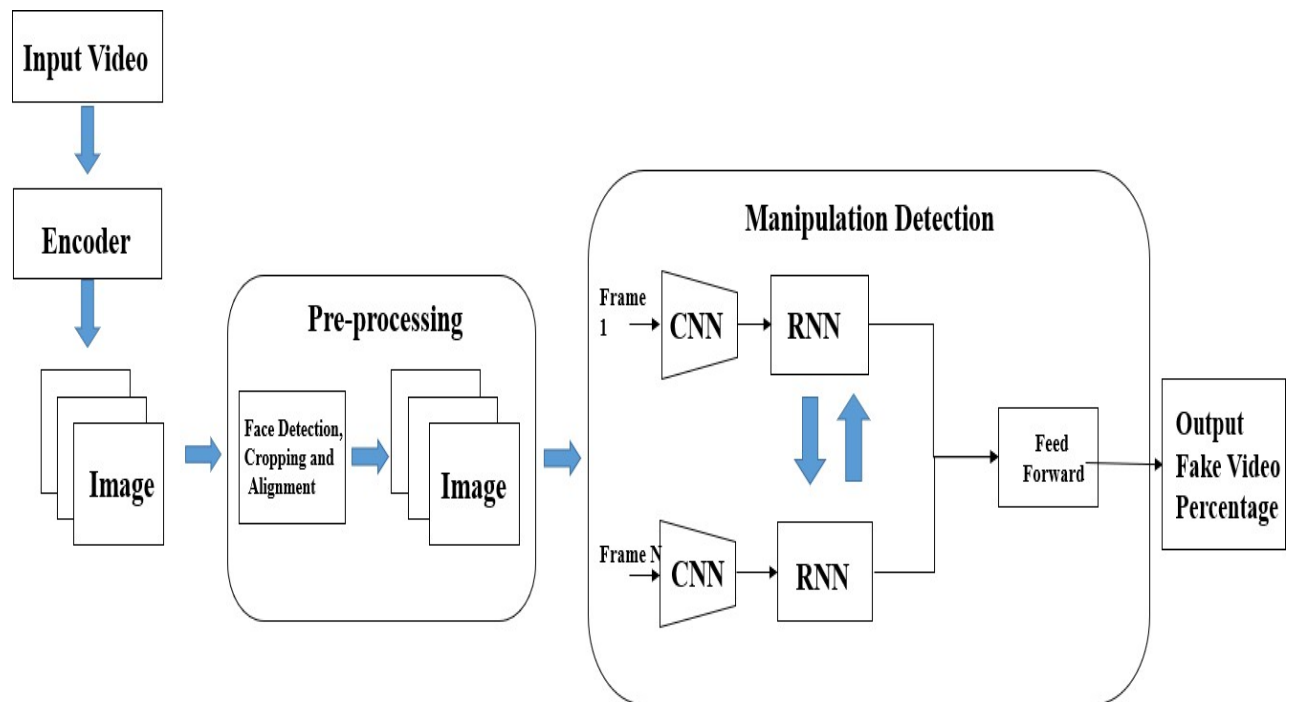 Input Video
Encoder
Image
Pre-processing
Face Detection,
Cropping and
Alignment
Image
Manipulation Detection
Frame
1
CNN
RNN
Frame N
CNN
RNN
Feed
Forward
Output
Fake Video
Percentage